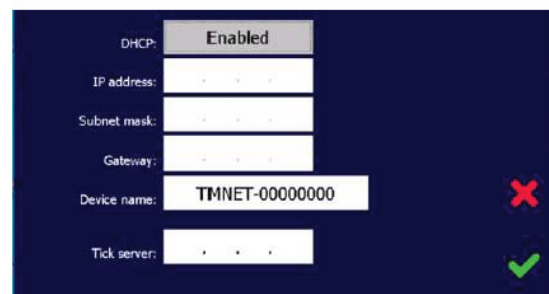 DHCP: Enabled
IP address: . . .
Subnet mask: . . .
Gateway: . . .
Device name: TMNET-00000000
Tick server: . . .